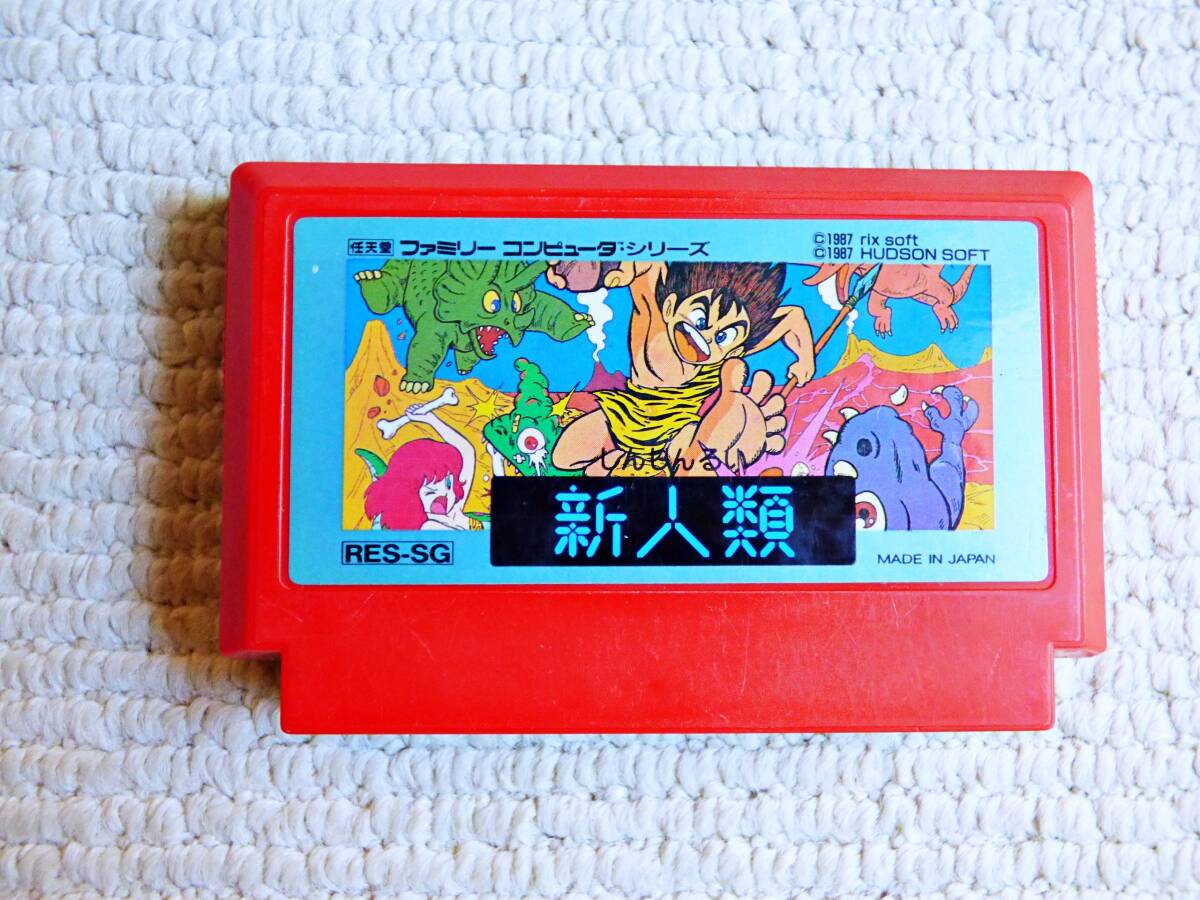 任天堂 ファミリー コンピュータ シリーズ
©1987 rix soft
©1987 HUDSON SOFT
しんじんるい
新人類
RES-SG
MADE IN JAPAN